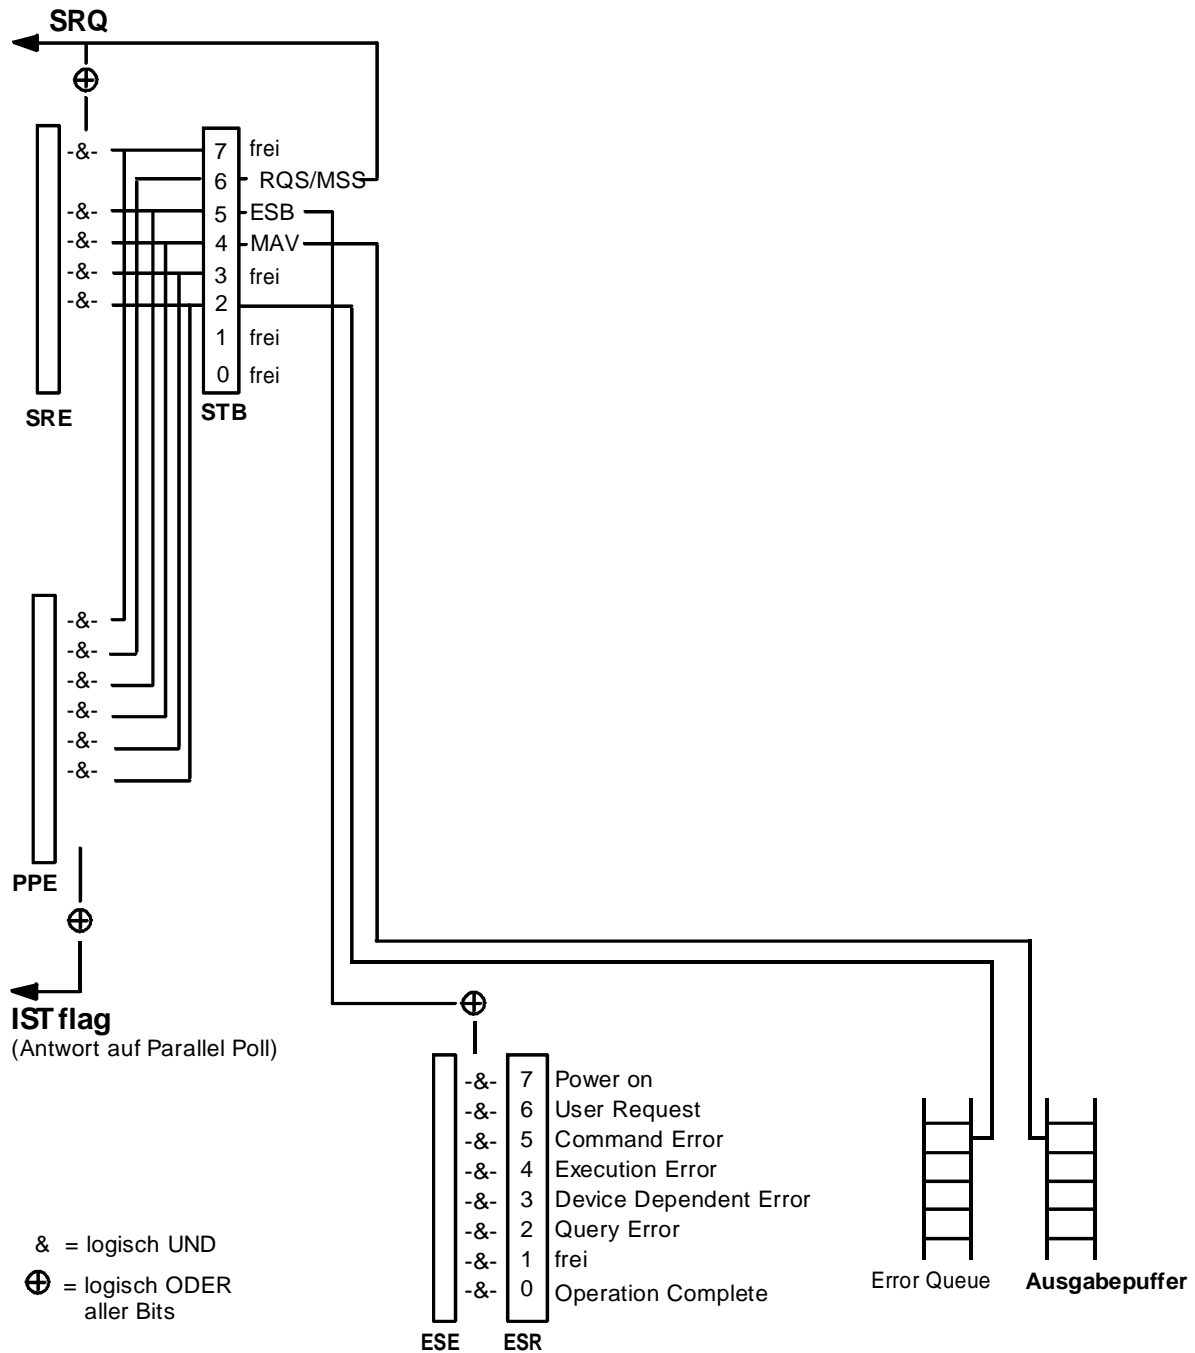 SRQ
-&- 7 frei
6 RQS/MSS
-&- 5 ESB
-&- 4 MAV
-&- 3 frei
-&- 2
1 frei
0 frei
SRE STB
-&-
-&-
-&-
-&-
-&-
-&-
PPE
IST flag
(Antwort auf Parallel Poll)
-&- 7 Power on
-&- 6 User Request
-&- 5 Command Error
-&- 4 Execution Error
-&- 3 Device Dependent Error
-&- 2 Query Error
-&- 1 frei
-&- 0 Operation Complete
ESE ESR
Error Queue Ausgabepuffer
& = logisch UND
⊕ = logisch ODER
aller Bits